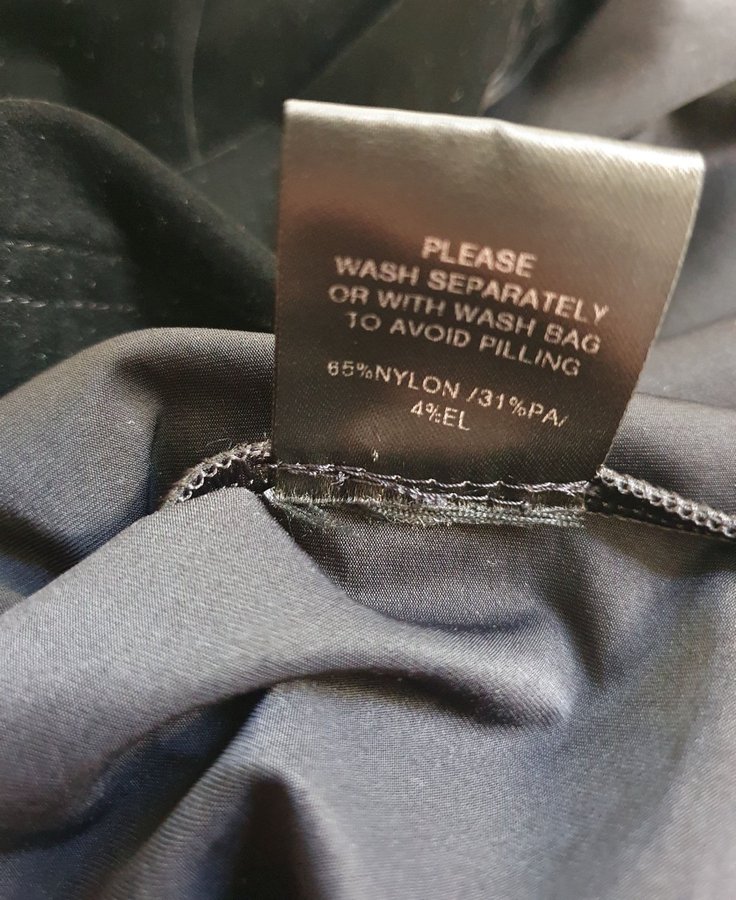 PLEASE
WASH SEPARATELY
OR WITH WASH BAG
TO AVOID PILLING
65%NYLON /31%PA/
4%EL